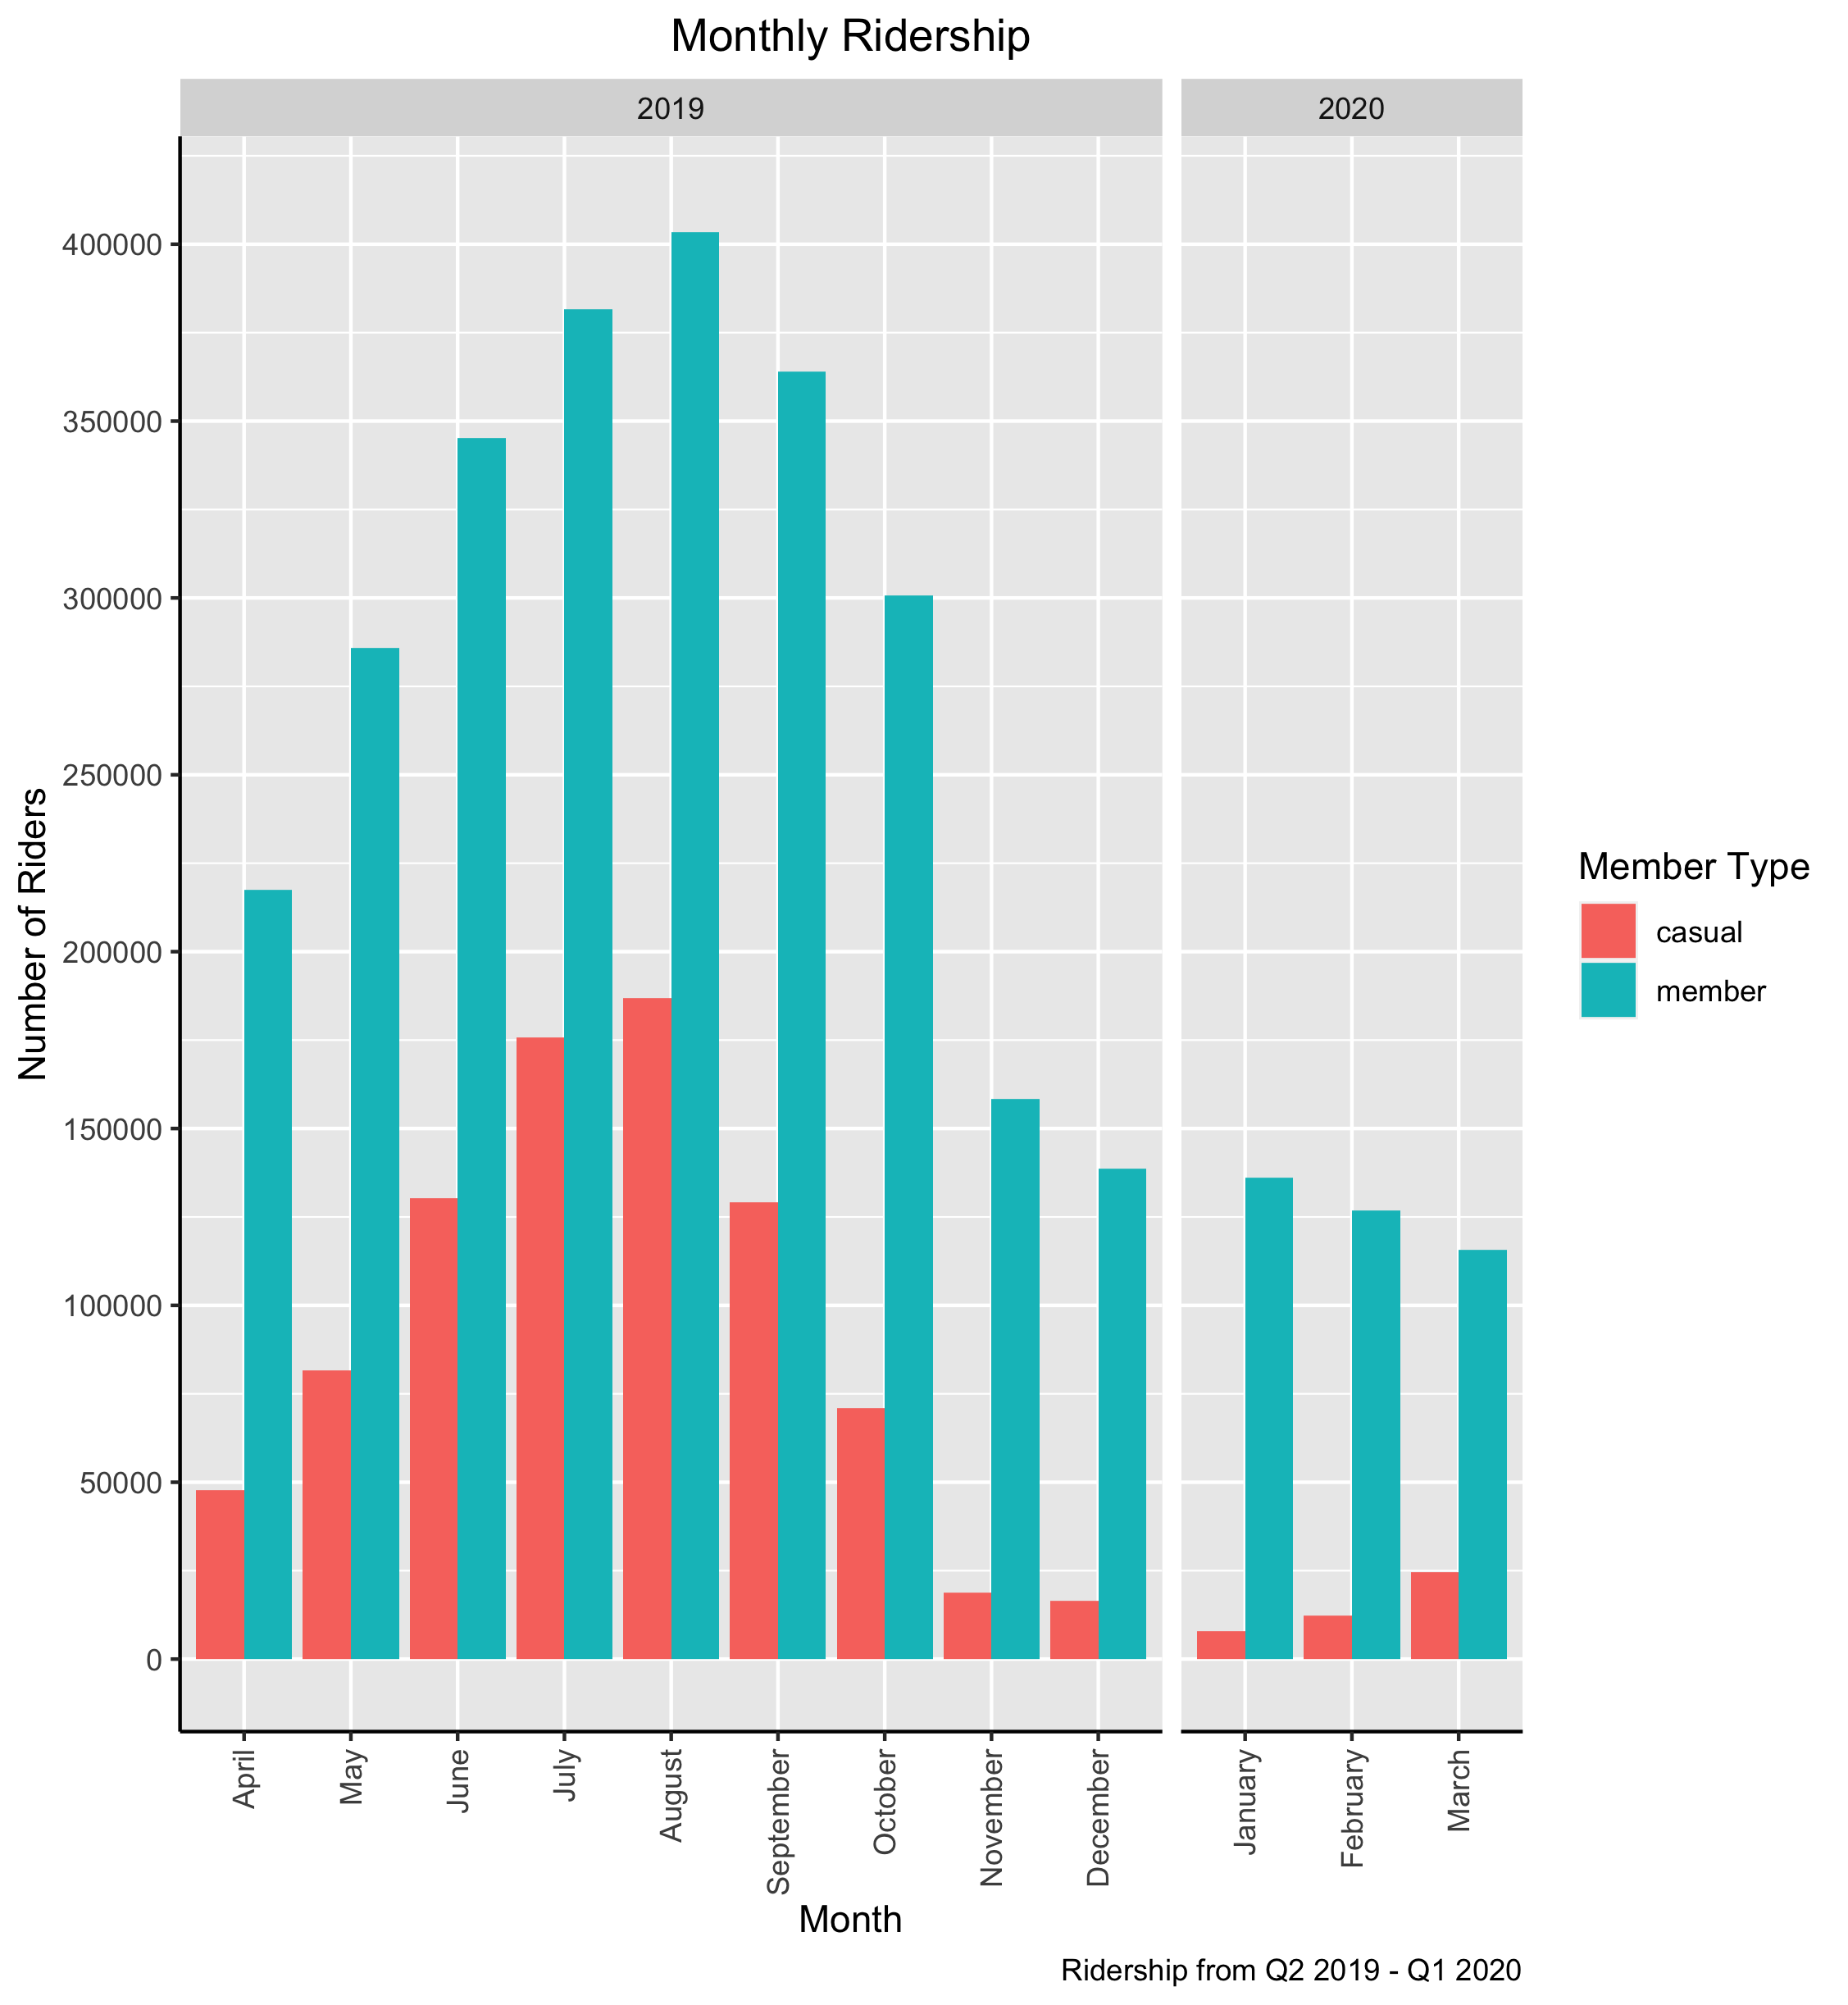 Monthly Ridership
2019
2020
400000
350000
300000
250000
200000
150000
100000
50000
0
Number of Riders
April
May
June
July
August
September
October
November
December
January
February
March
Month
Member Type
casual
member
Ridership from Q2 2019 - Q1 2020